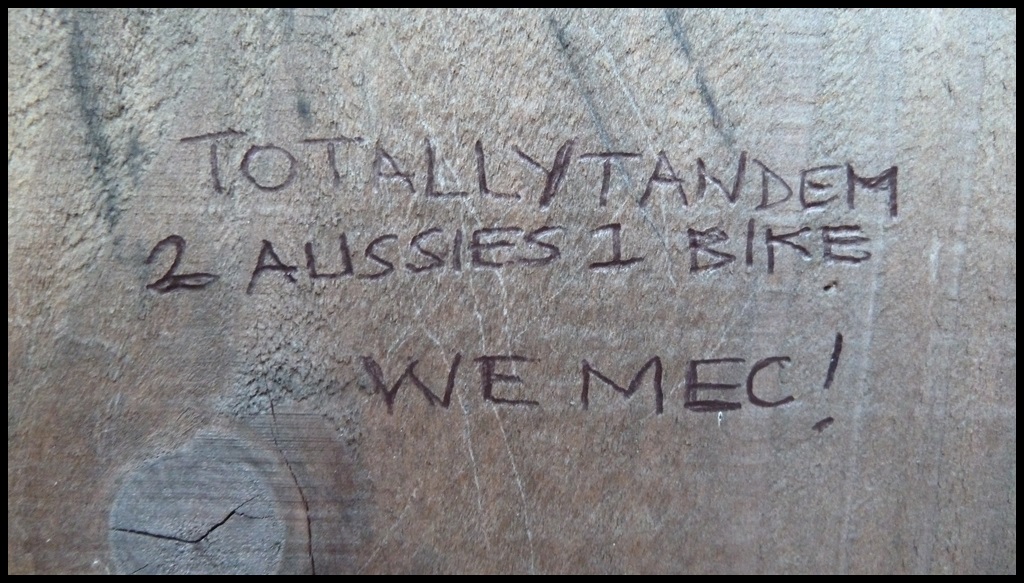 TOTALLYTANDEM
2 AUSSIES 1 BIKE
WE MEC!